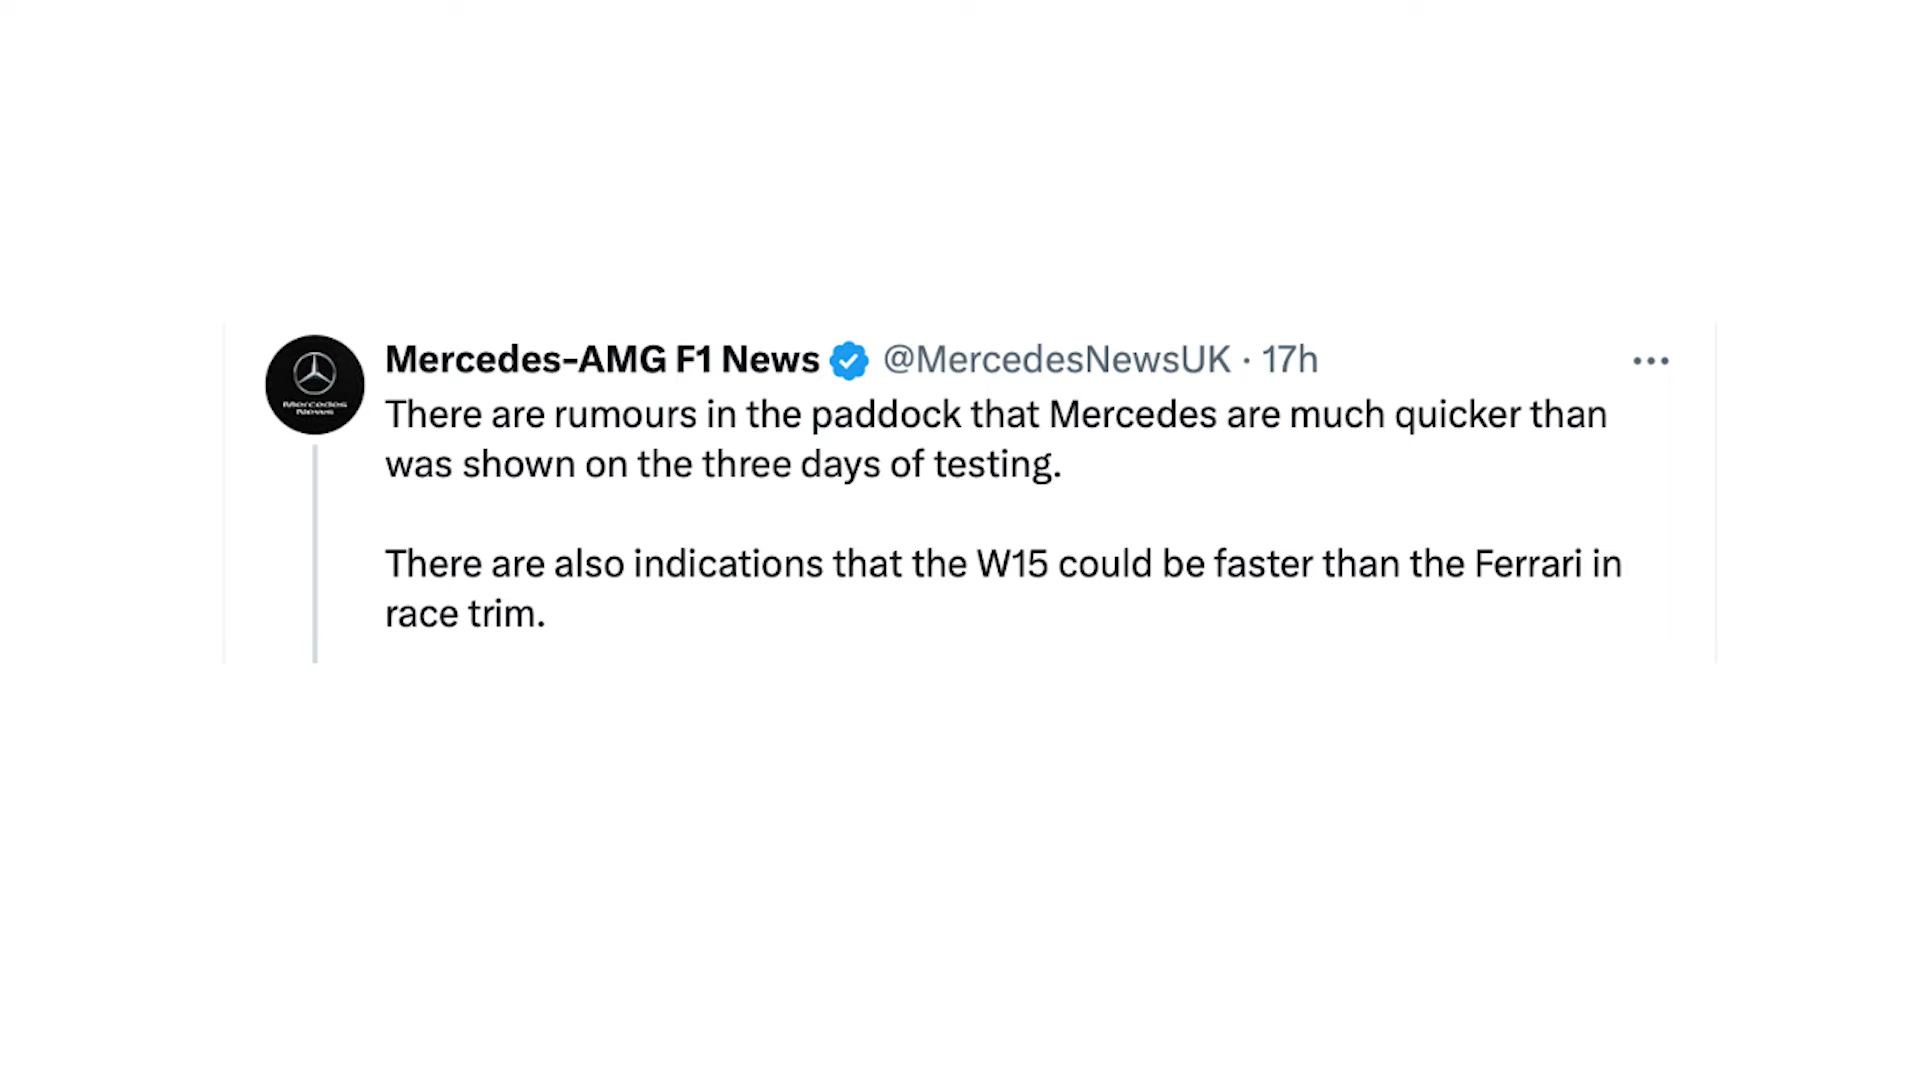 Mercedes-AMG F1 News @MercedesNewsUK · 17h
Mercedes
News
There are rumours in the paddock that Mercedes are much quicker than
was shown on the three days of testing.
There are also indications that the W15 could be faster than the Ferrari in
race trim.